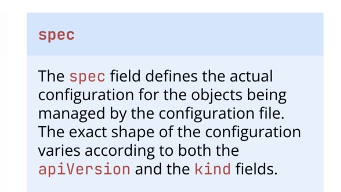 spec
The spec field defines the actual
configuration for the objects being
managed by the configuration file.
The exact shape of the configuration
varies according to both the
apiVersion and the kind fields.